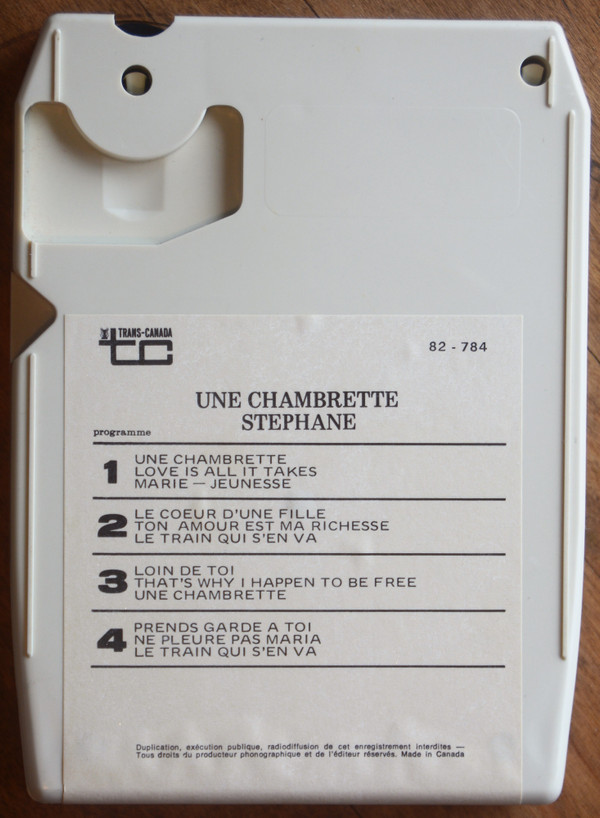 TRANS-CANADA
tc
82 - 784
UNE CHAMBRETTE
STEPHANE
programme
1
UNE CHAMBRETTE
LOVE IS ALL IT TAKES
MARIE — JEUNESSE
2
LE COEUR D'UNE FILLE
TON AMOUR EST MA RICHESSE
LE TRAIN QUI S'EN VA
3
LOIN DE TOI
THAT'S WHY I HAPPEN TO BE FREE
UNE CHAMBRETTE
4
PRENDS GARDE A TOI
NE PLEURE PAS MARIA
LE TRAIN QUI S'EN VA
Duplication, exécution publique, radiodiffusion de cet enregistrement interdites —
Tous droits du producteur phonographique et de l'éditeur réservés. Made in Canada